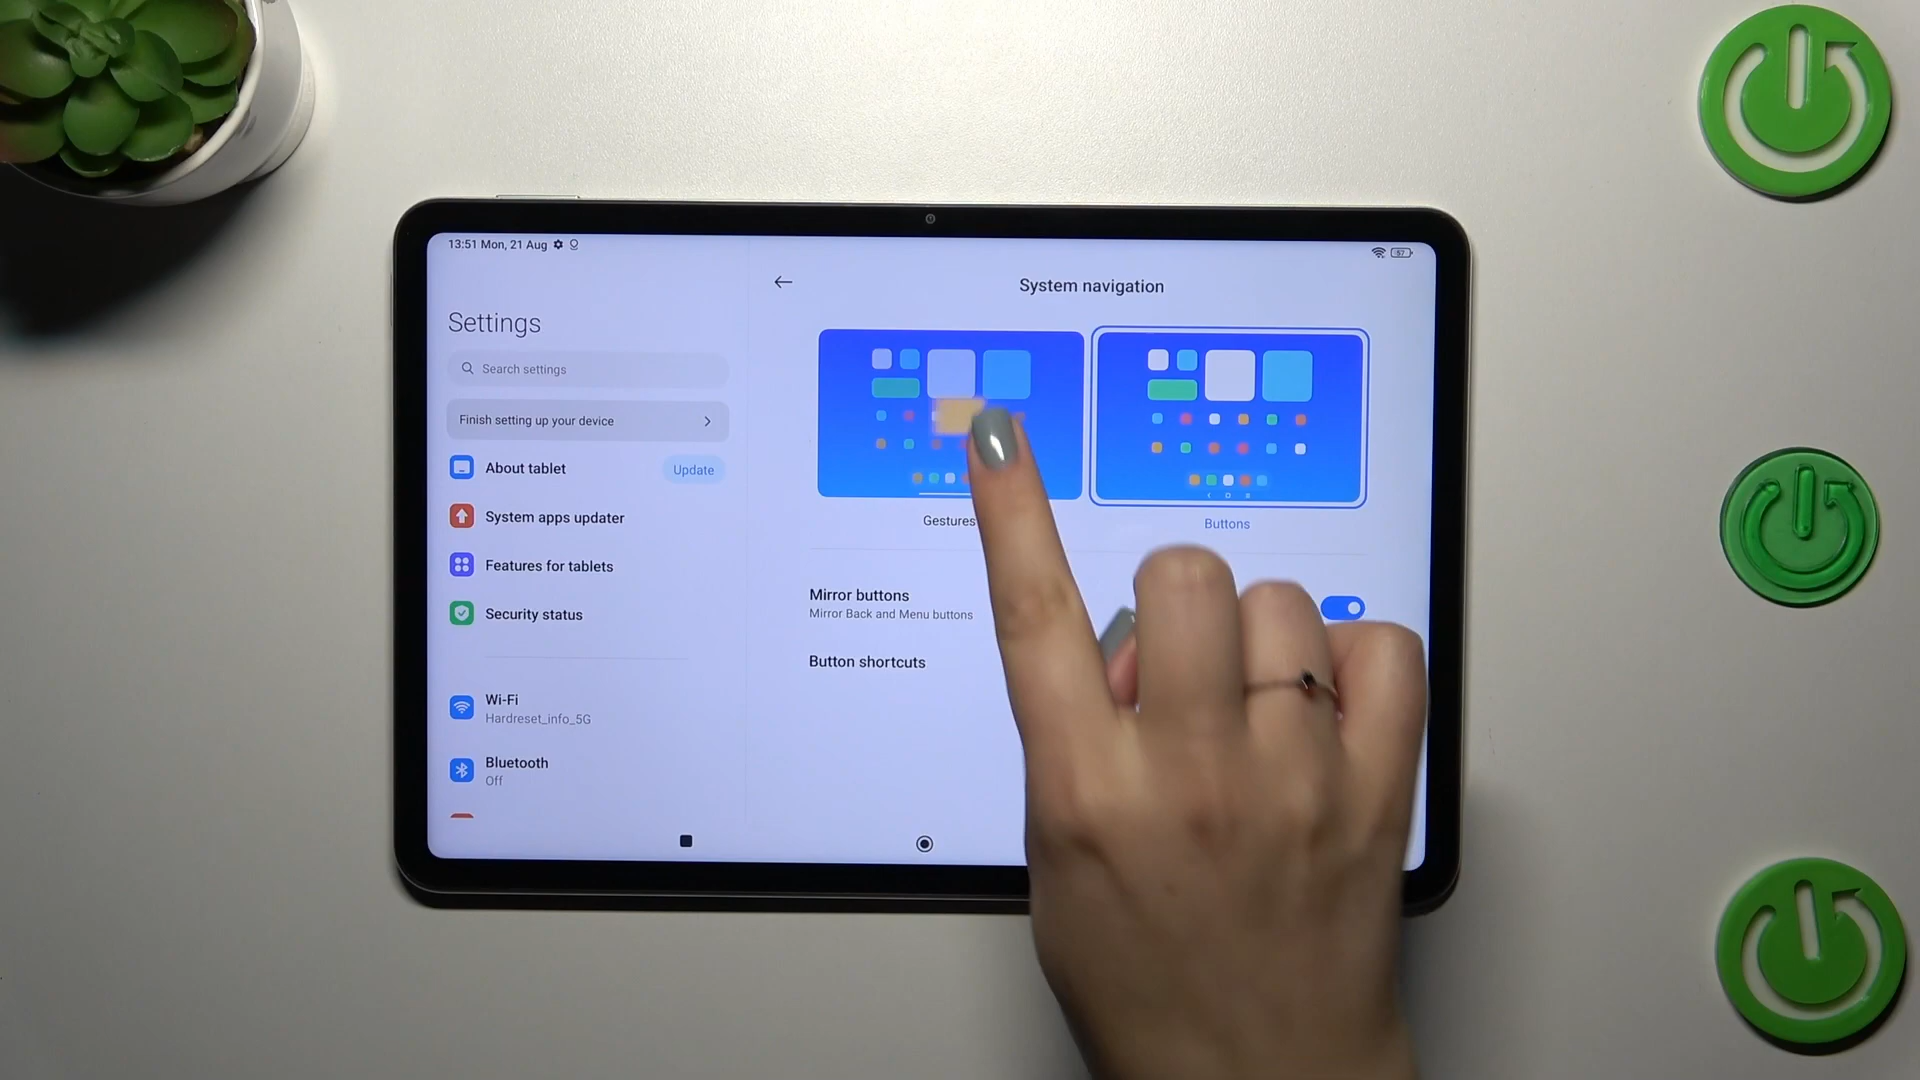 13:51 Mon, 21 Aug
57
Settings
Search settings
Finish setting up your device
About tablet
Update
System apps updater
Features for tablets
Security status
Wi-Fi
Hardreset_info_5G
Bluetooth
Off
System navigation
Gestures
Buttons
Mirror buttons
Mirror Back and Menu buttons
Button shortcuts